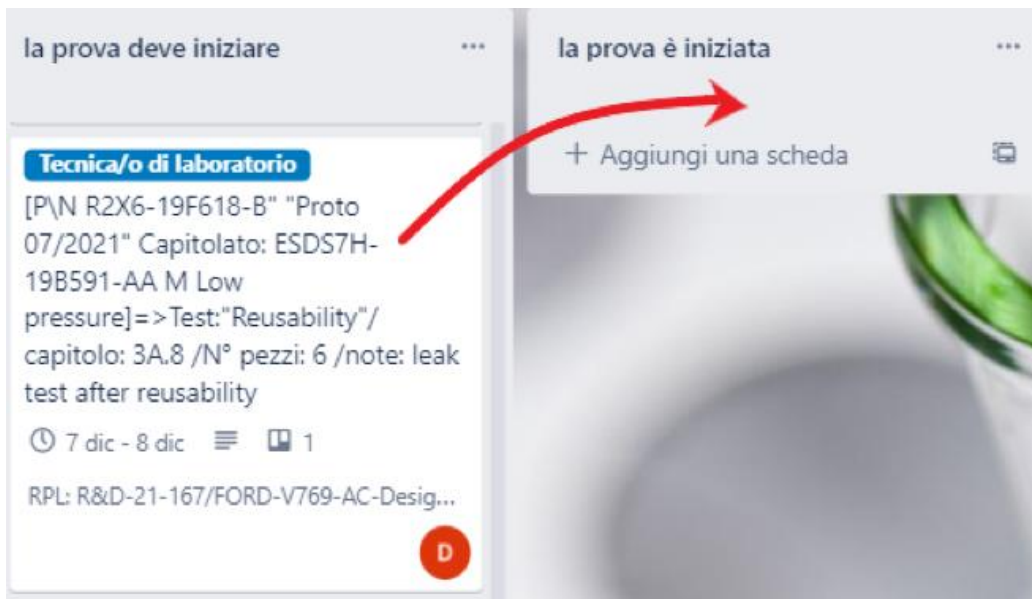 la prova deve iniziare
Tecnica/o di laboratorio
[P\N R2X6-19F618-B" "Proto
07/2021" Capitolato: ESDS7H-
19B591-AA M Low
pressure]=>Test:"Reusability"/
capitolo: 3A.8 /N° pezzi: 6 /note: leak
test after reusability
7 dic - 8 dic 1
RPL: R&D-21-167/FORD-V769-AC-Desig...
D
la prova è iniziata
+ Aggiungi una scheda